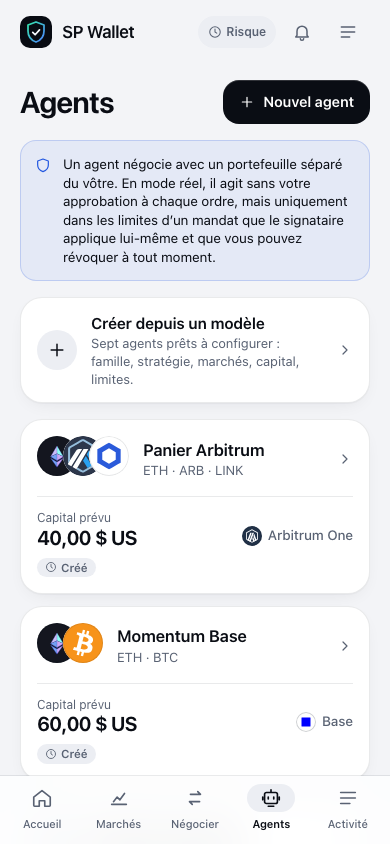 SP Wallet
Risque
Agents
Nouvel agent
Un agent négocie avec un portefeuille séparé
du vôtre. En mode réel, il agit sans votre
approbation à chaque ordre, mais uniquement
dans les limites d’un mandat que le signataire
applique lui-même et que vous pouvez
révoquer à tout moment.
Créer depuis un modèle
Sept agents prêts à configurer :
famille, stratégie, marchés, capital,
limites.
Panier Arbitrum
ETH · ARB · LINK
Capital prévu
40,00 $ US
Arbitrum One
Créé
Momentum Base
ETH · BTC
Capital prévu
60,00 $ US
Base
Créé
Accueil
Marchés
Négocier
Agents
Activité